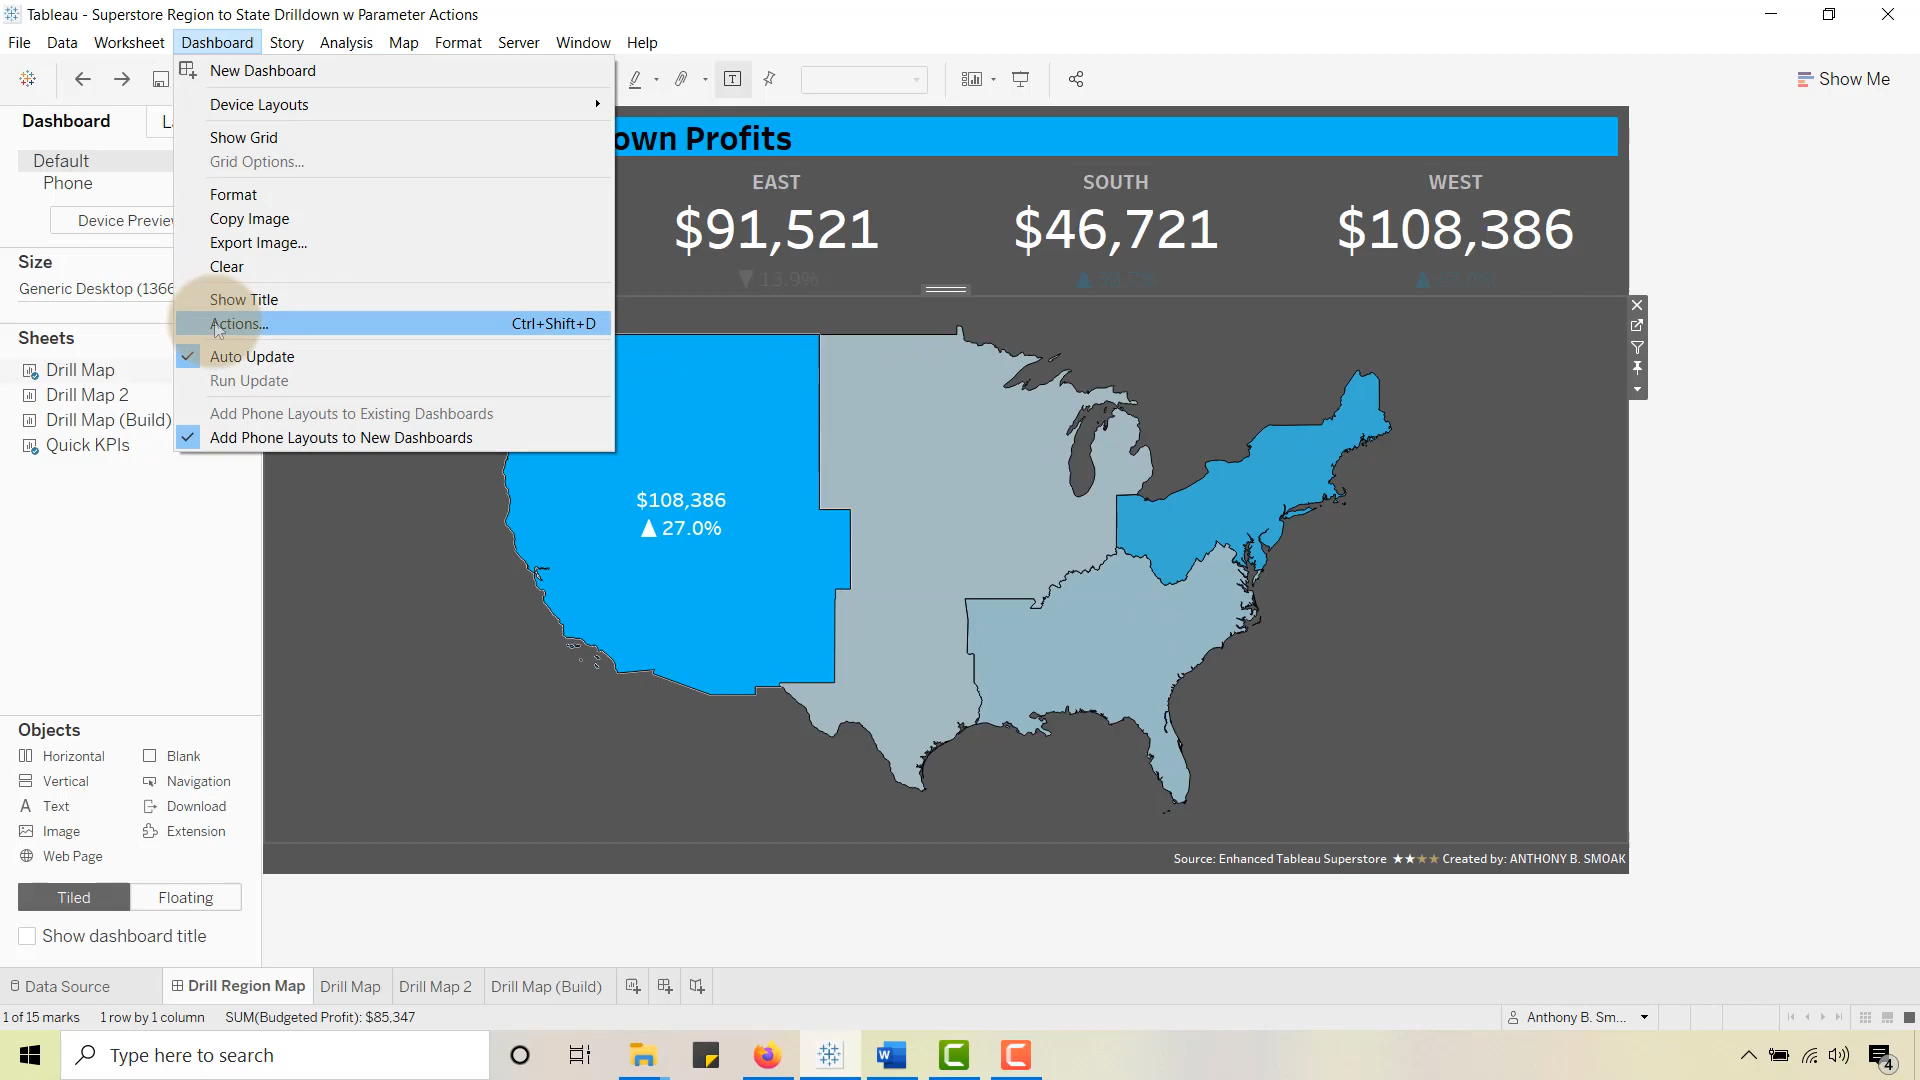 Tableau - Superstore Region to State Drilldown w Parameter Actions
File Data Worksheet Dashboard Story Analysis Map Format Server Window Help
Show Me
New Dashboard
Device Layouts
Show Grid
Grid Options...
Format
Copy Image
Export Image...
Clear
Show Title
Actions... Ctrl+Shift+D
Auto Update
Run Update
Add Phone Layouts to Existing Dashboards
Add Phone Layouts to New Dashboards
Dashboard
Default
Phone
Device Preview
Size
Generic Desktop (1366
Sheets
Drill Map
Drill Map 2
Drill Map (Build)
Quick KPIs
own Profits
EAST SOUTH WEST
$91,521 $46,721 $108,386
▼ 13.9%
$108,386
▲ 27.0%
Source: Enhanced Tableau Superstore ★★★★ Created by: ANTHONY B. SMOAK
Objects
Horizontal Blank
Vertical Navigation
Text Download
Image Extension
Web Page
Tiled Floating
Show dashboard title
Data Source Drill Region Map Drill Map Drill Map 2 Drill Map (Build)
1 of 15 marks 1 row by 1 column SUM(Budgeted Profit): $85,347 Anthony B. Sm...
Type here to search
4